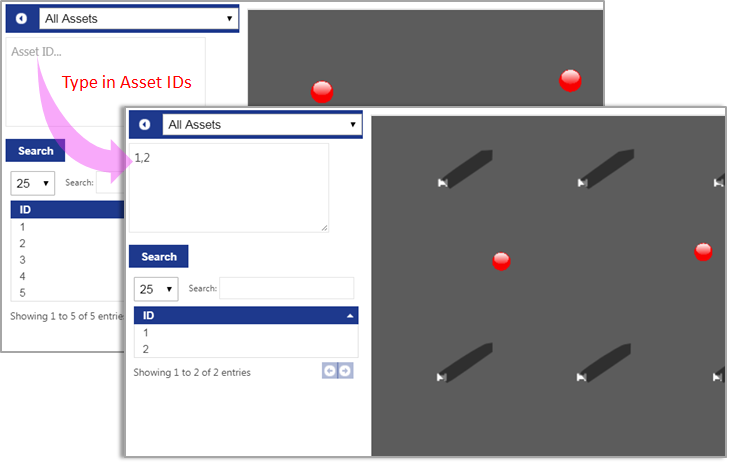 All Assets
Asset ID...
Type in Asset IDs
Search
25
Search:
ID
1
2
3
4
5
Showing 1 to 5 of 5 entrie
All Assets
1,2
Search
25
Search:
ID
1
2
Showing 1 to 2 of 2 entries